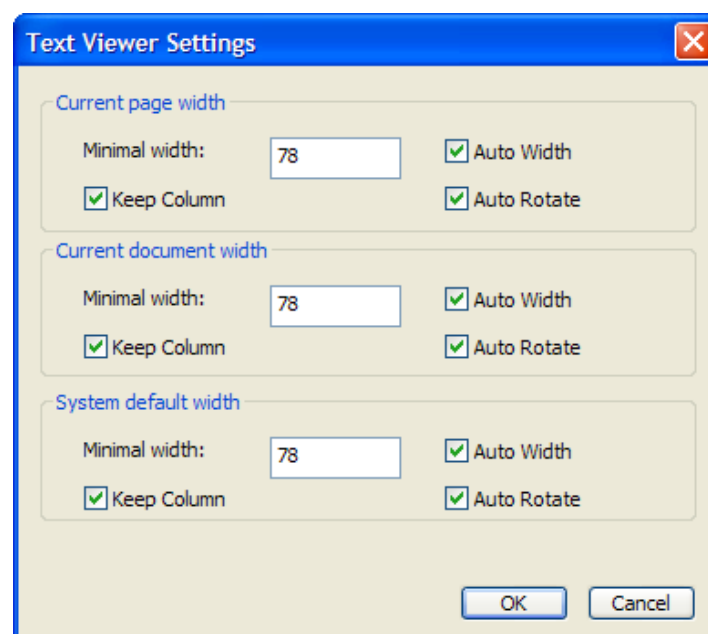 Text Viewer Settings
Current page width
Minimal width: 78 Auto Width
Keep Column Auto Rotate
Current document width
Minimal width: 78 Auto Width
Keep Column Auto Rotate
System default width
Minimal width: 78 Auto Width
Keep Column Auto Rotate
OK Cancel